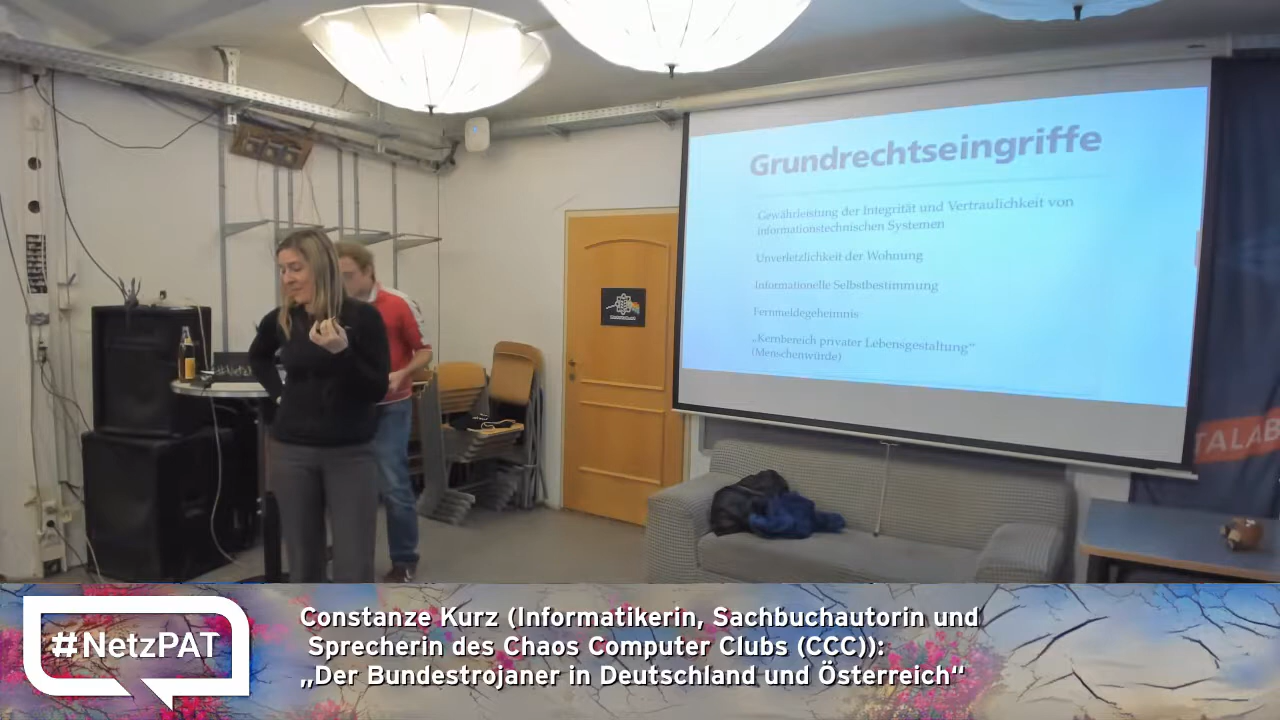 Grundrechtseingriffe
Gewährleistung der Integrität und Vertraulichkeit von
informationstechnischen Systemen
Unverletzlichkeit der Wohnung
Informationelle Selbstbestimmung
Fernmeldegeheimnis
„Kernbereich privater Lebensgestaltung“
(Menschenwürde)
TALAB
#NetzPAT
Constanze Kurz (Informatikerin, Sachbuchautorin und
Sprecherin des Chaos Computer Clubs (CCC)):
„Der Bundestrojaner in Deutschland und Österreich“